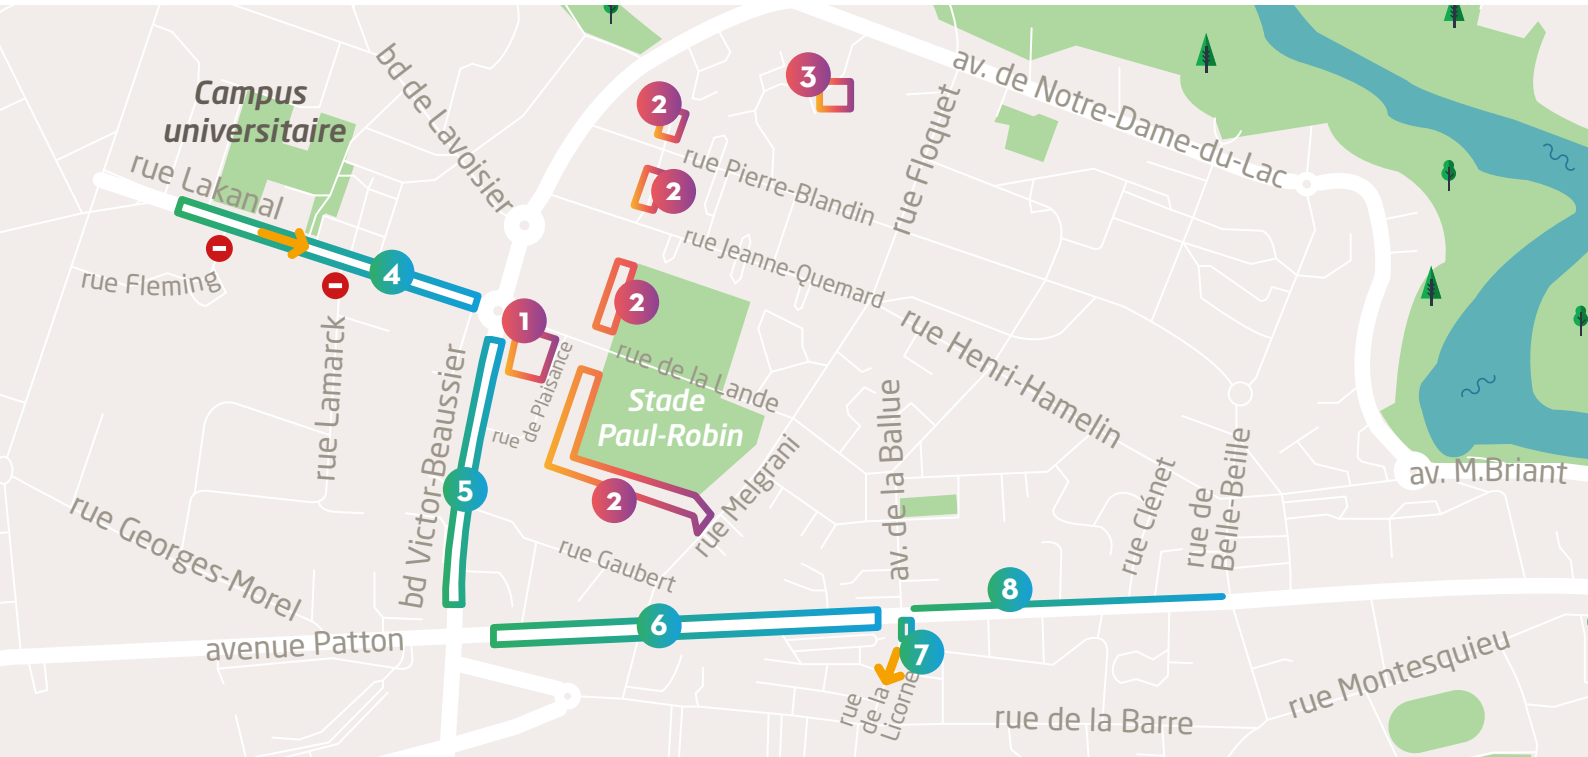 Campus
universitaire
rue Lakanal
bd de Lavoisier
av. de Notre-Dame-du-Lac
3
2
rue Pierre-Blandin
2
rue Floquet
rue Jeanne-Quemard
rue Fleming
4
2
1
rue Henri-Hamelin
rue Lamarck
bd Victor-Beaussier
rue
de Plaisance
rue de la Lande
Stade
Paul-Robin
av. de la Ballue
rue Melgrani
2
5
rue Clénet
rue de
Belle-Beille
av. M.Briant
rue Georges-Morel
rue Gaubert
8
6
avenue Patton
7
rue
de la
Licorne
rue de la Barre
rue Montesquieu